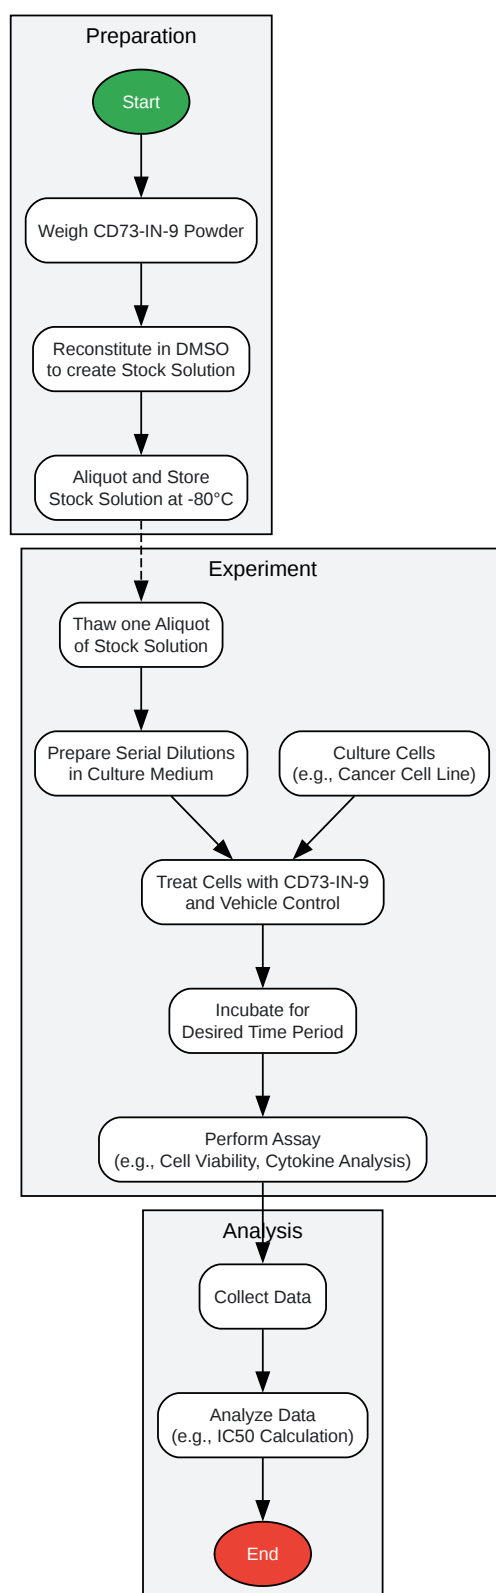 Preparation
Start
Weigh CD73-IN-9 Powder
Reconstitute in DMSO
to create Stock Solution
Aliquot and Store
Stock Solution at -80°C
Experiment
Thaw one Aliquot
of Stock Solution
Prepare Serial Dilutions
in Culture Medium
Culture Cells
(e.g., Cancer Cell Line)
Treat Cells with CD73-IN-9
and Vehicle Control
Incubate for
Desired Time Period
Perform Assay
(e.g., Cell Viability, Cytokine Analysis)
Analysis
Collect Data
Analyze Data
(e.g., IC50 Calculation)
End